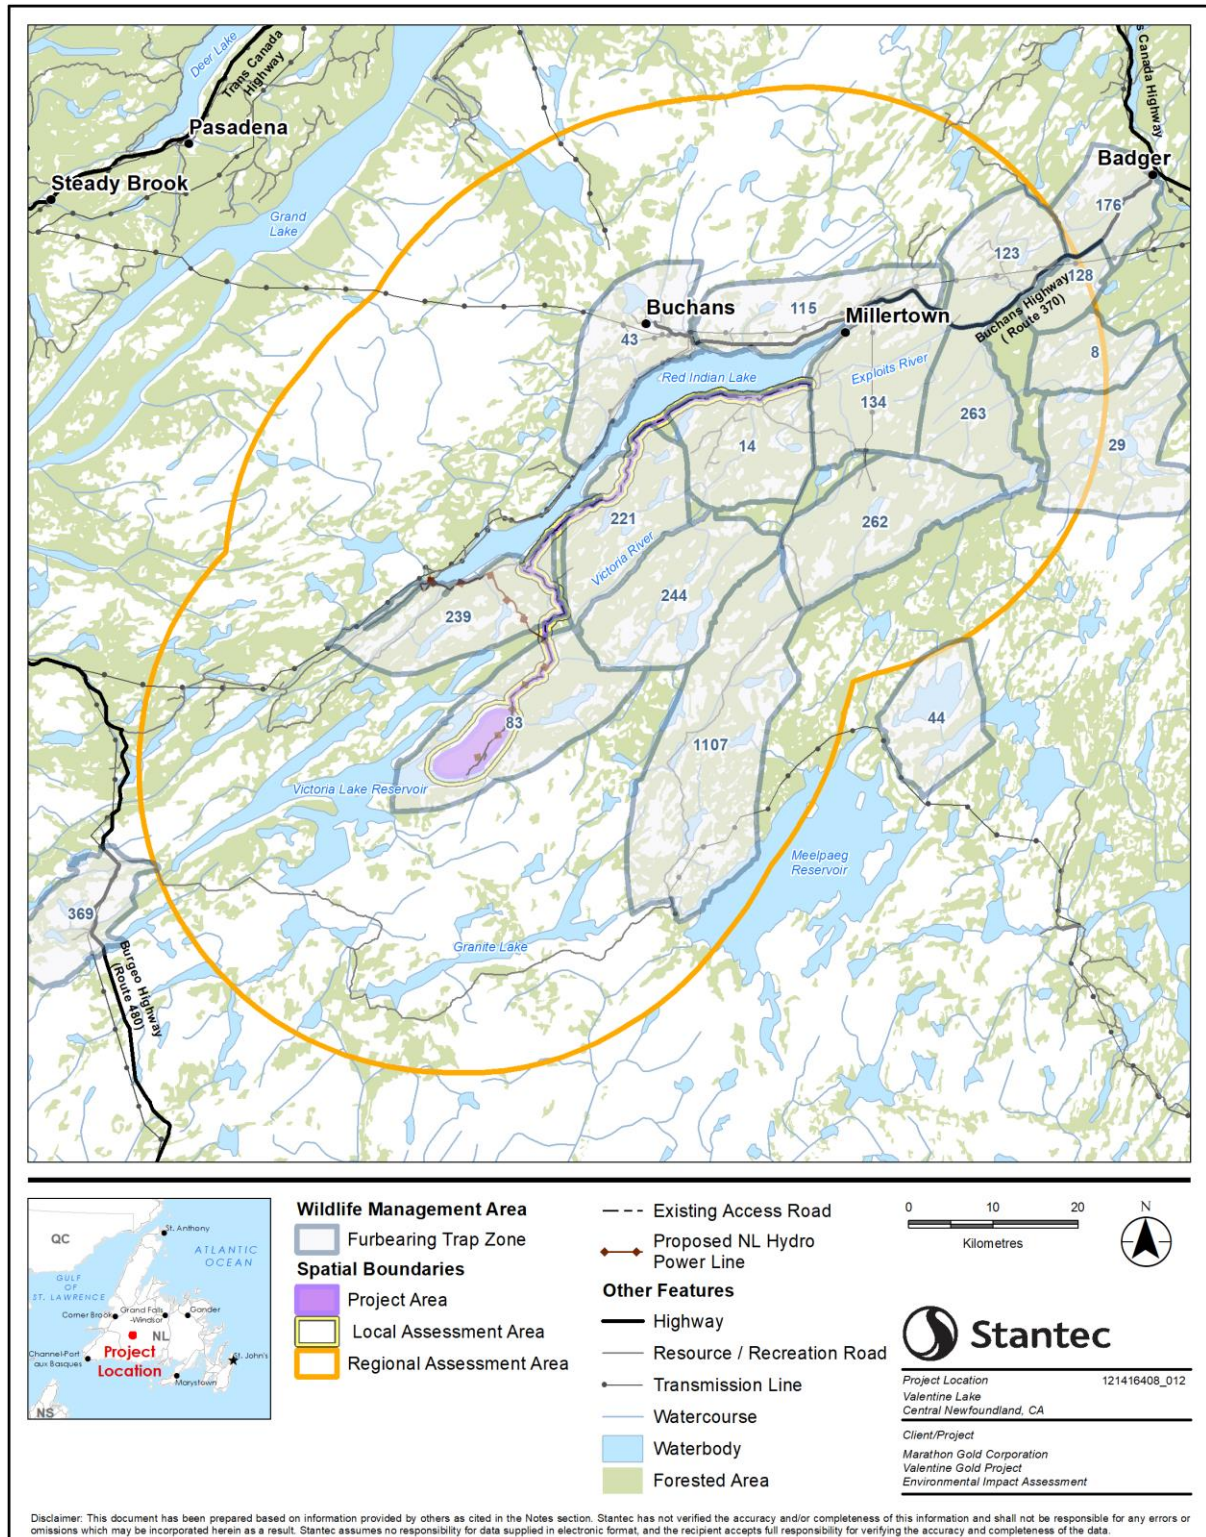 Deer Lake
Trans Canada
Highway
s Canada Highway
Pasadena
Badger
Steady Brook
176
Grand
Lake
123
128
Buchans
115
Millertown
Buchans Highway
( Route 370)
43
8
Red Indian Lake
Exploits River
134
263
14
29
221
262
Victoria River
244
239
83
44
1107
Victoria Lake Reservoir
Meelpaeg
Reservoir
369
Granite Lake
Burgeo Highway
(Route 480)
QC
St. Anthony
ATLANTIC
OCEAN
GULF
OF
ST. LAWRENCE
Corner Brook
Grand Falls
-Windsor
Gander
NL
Project
Location
Channel-Port
aux Basques
St. John's
Marystown
NS
Wildlife Management Area
Furbearing Trap Zone
Spatial Boundaries
Project Area
Local Assessment Area
Regional Assessment Area
Existing Access Road
Proposed NL Hydro
Power Line
Other Features
Highway
Resource / Recreation Road
Transmission Line
Watercourse
Waterbody
Forested Area
0 10 20
Kilometres
N
Stantec
Project Location 121416408_012
Valentine Lake
Central Newfoundland, CA
Client/Project
Marathon Gold Corporation
Valentine Gold Project
Environmental Impact Assessment
Disclaimer: This document has been prepared based on information provided by others as cited in the Notes section. Stantec has not verified the accuracy and/or completeness of this information and shall not be responsible for any errors or
omissions which may be incorporated herein as a result. Stantec assumes no responsibility for data supplied in electronic format, and the recipient accepts full responsibility for verifying the accuracy and completeness of the data.